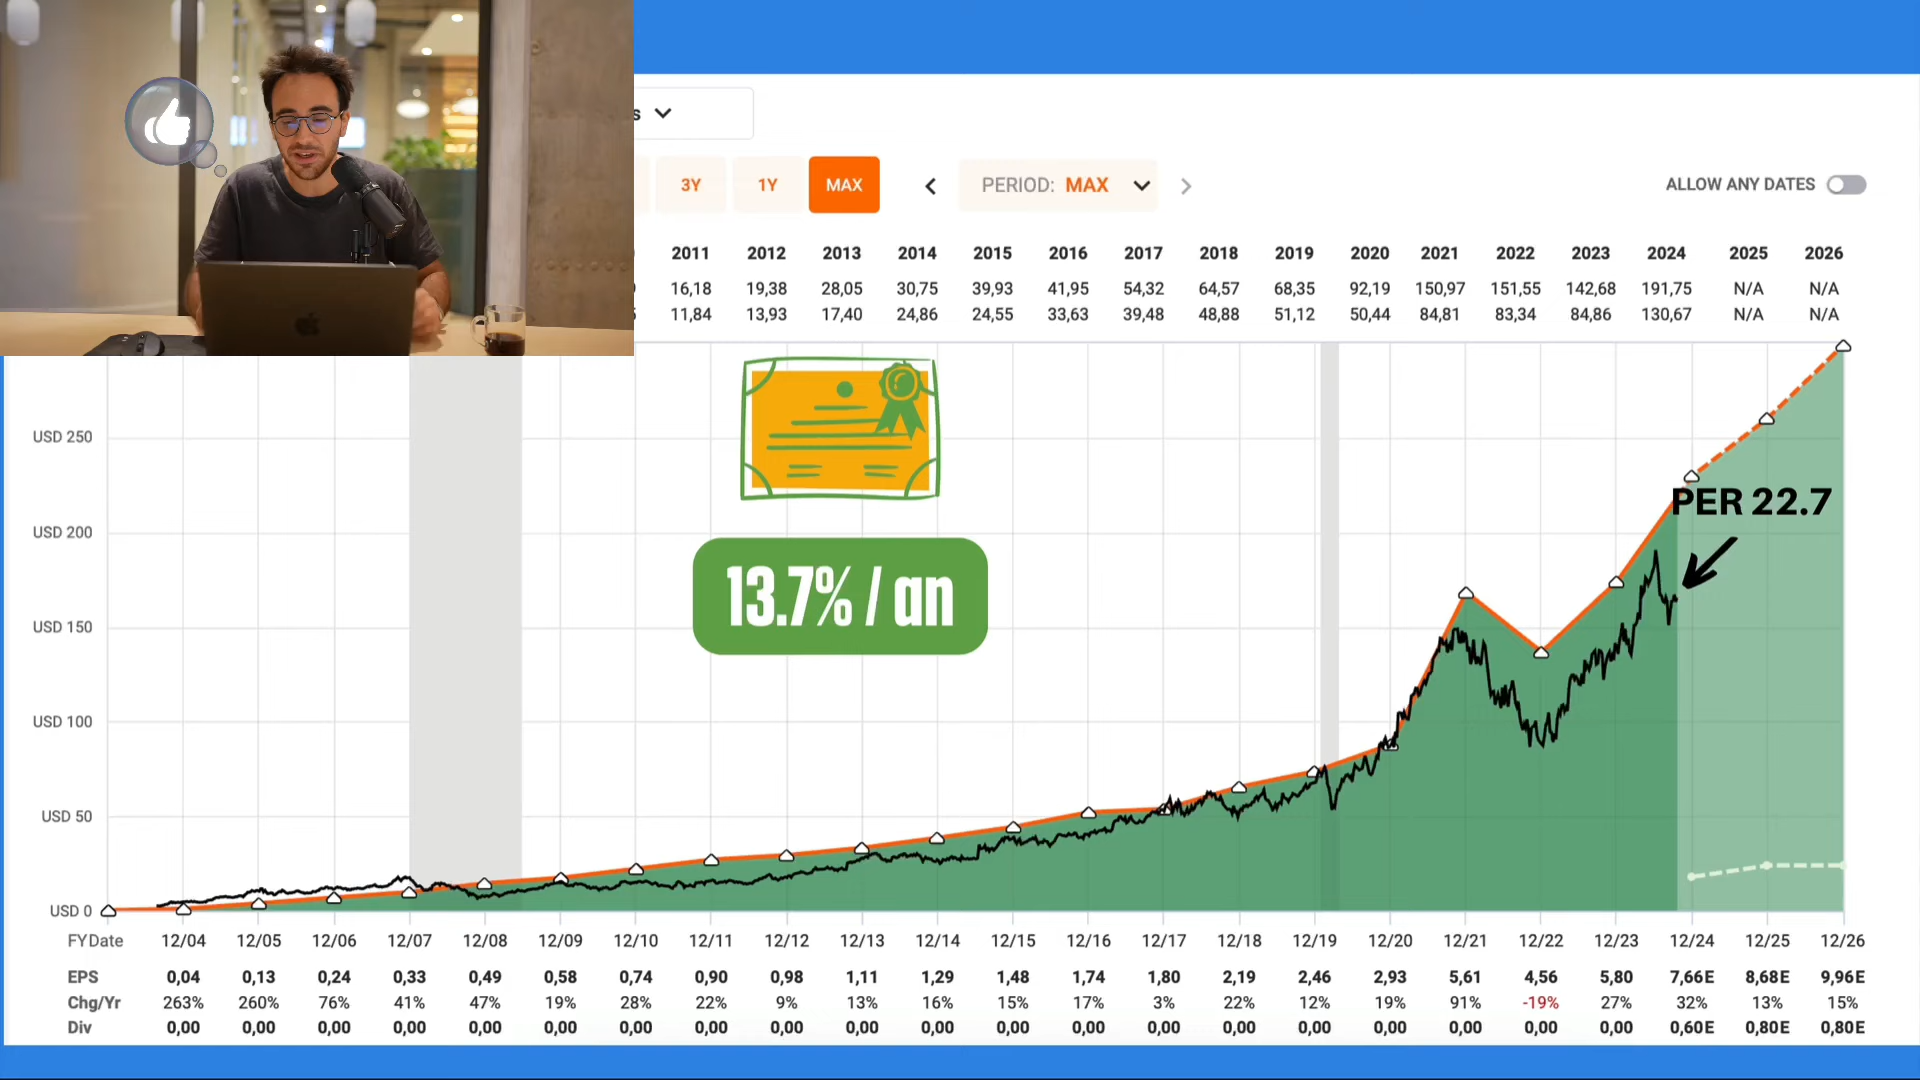 s
3Y 1Y MAX PERIOD: MAX ALLOW ANY DATES
2011 2012 2013 2014 2015 2016 2017 2018 2019 2020 2021 2022 2023 2024 2025 2026
16,18 19,38 28,05 30,75 39,93 41,95 54,32 64,57 68,35 92,19 150,97 151,55 142,68 191,75 N/A N/A
11,84 13,93 17,40 24,86 24,55 33,63 39,48 48,88 51,12 50,44 84,81 83,34 84,86 130,67 N/A N/A
USD 250
PER 22.7
USD 200
13.7% / an
USD 150
USD 100
USD 50
USD 0
FYDate 12/04 12/05 12/06 12/07 12/08 12/09 12/10 12/11 12/12 12/13 12/14 12/15 12/16 12/17 12/18 12/19 12/20 12/21 12/22 12/23 12/24 12/25 12/26
EPS 0,04 0,13 0,24 0,33 0,49 0,58 0,74 0,90 0,98 1,11 1,29 1,48 1,74 1,80 2,19 2,46 2,93 5,61 4,56 5,80 7,66E 8,68E 9,96E
Chg/Yr 263% 260% 76% 41% 47% 19% 28% 22% 9% 13% 16% 15% 17% 3% 22% 12% 19% 91% -19% 27% 32% 13% 15%
Div 0,00 0,00 0,00 0,00 0,00 0,00 0,00 0,00 0,00 0,00 0,00 0,00 0,00 0,00 0,00 0,00 0,00 0,00 0,00 0,00 0,60E 0,80E 0,80E